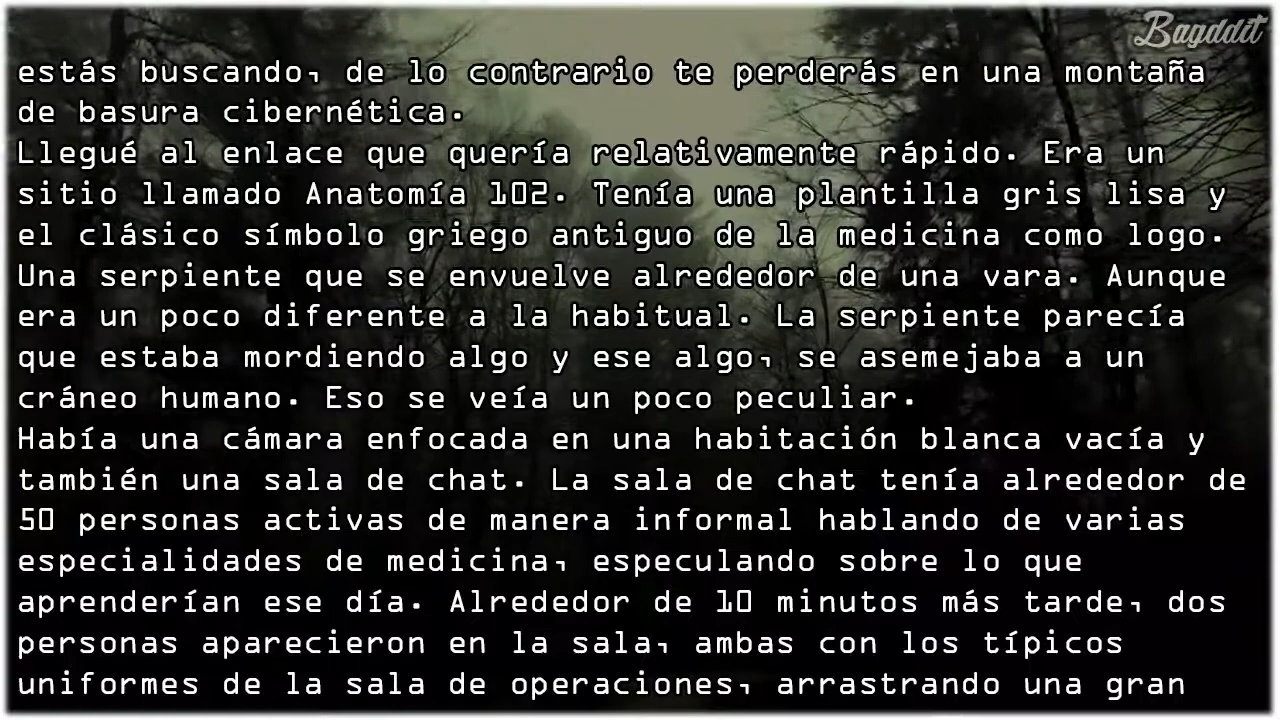 Bayddit
estás buscando, de lo contrario te perderás en una montaña
de basura cibernética.
Llegué al enlace que quería relativamente rápido. Era un
sitio llamado Anatomía 102. Tenía una plantilla gris lisa y
el clásico símbolo griego antiguo de la medicina como logo.
Una serpiente que se envuelve alrededor de una vara. Aunque
era un poco diferente a la habitual. La serpiente parecía
que estaba mordiendo algo y ese algo, se asemejaba a un
cráneo humano. Eso se veía un poco peculiar.
Había una cámara enfocada en una habitación blanca vacía y
también una sala de chat. La sala de chat tenía alrededor de
50 personas activas de manera informal hablando de varias
especialidades de medicina, especulando sobre lo que
aprenderían ese día. Alrededor de 10 minutos más tarde, dos
personas aparecieron en la sala, ambas con los típicos
uniformes de la sala de operaciones, arrastrando una gran